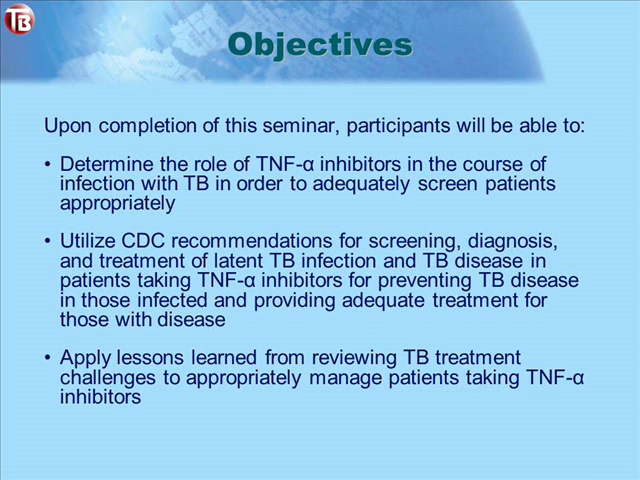 TB
Objectives
Upon completion of this seminar, participants will be able to:
• Determine the role of TNF-α inhibitors in the course of
infection with TB in order to adequately screen patients
appropriately
• Utilize CDC recommendations for screening, diagnosis,
and treatment of latent TB infection and TB disease in
patients taking TNF-α inhibitors for preventing TB disease
in those infected and providing adequate treatment for
those with disease
• Apply lessons learned from reviewing TB treatment
challenges to appropriately manage patients taking TNF-α
inhibitors